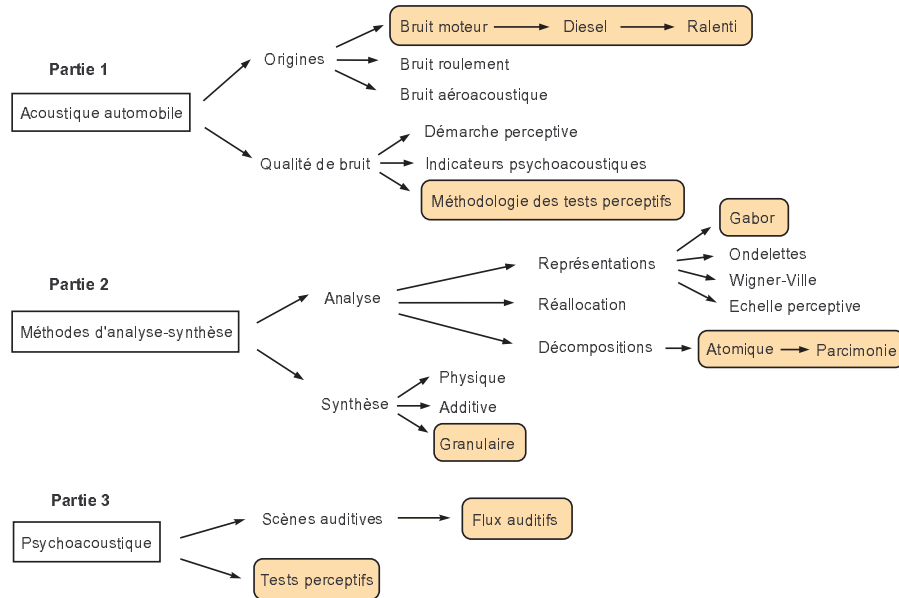 Partie 1
Acoustique automobile
Origines
Bruit moteur Diesel Ralenti
Bruit roulement
Bruit aéroacoustique
Qualité de bruit
Démarche perceptive
Indicateurs psychoacoustiques
Méthodologie des tests perceptifs
Partie 2
Méthodes d'analyse-synthèse
Analyse
Représentations
Gabor
Ondelettes
Wigner-Ville
Echelle perceptive
Réallocation
Décompositions
Atomique Parcimonie
Synthèse
Physique
Additive
Granulaire
Partie 3
Psychoacoustique
Scènes auditives
Flux auditifs
Tests perceptifs